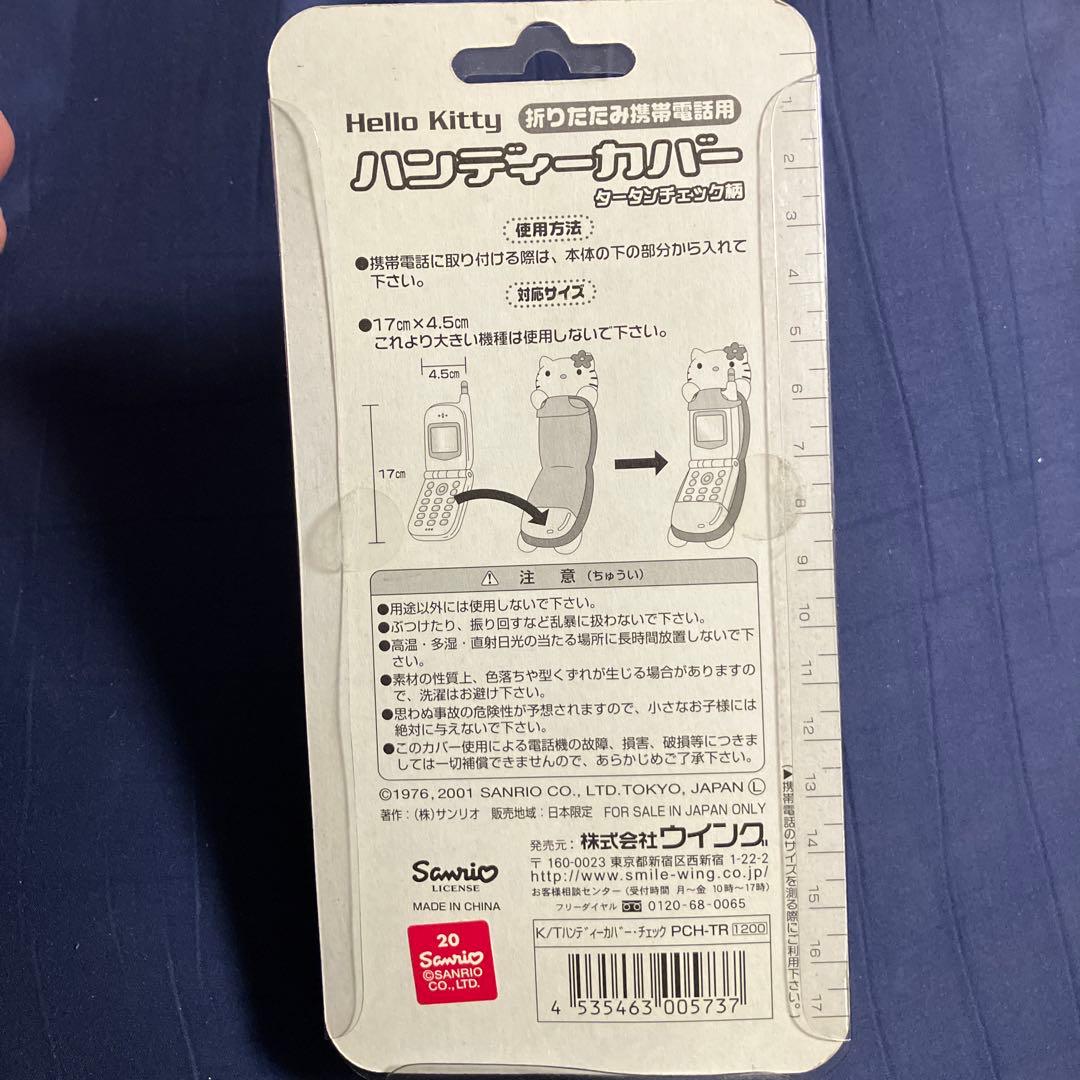 Hello Kitty 折りたたみ携帯電話用
ハンディーカバー
タータンチェック柄
使用方法
●携帯電話に取り付ける際は、本体の下の部分から入れて
下さい。
対応サイズ
●17cm×4.5cm
これより大きい機種は使用しないで下さい。
4.5cm
17cm
⚠ 注 意 (ちゅうい)
●用途以外には使用しないで下さい。
●ぶつけたり、振り回すなど乱暴に扱わないで下さい。
●高温・多湿・直射日光の当たる場所に長時間放置しないで下
さい。
●素材の性質上、色落ちや型くずれが生じる場合がありますの
で、洗濯はお避け下さい。
●思わぬ事故の危険性が予想されますので、小さなお子様には
絶対に与えないで下さい。
●このカバー使用による電話機の故障、損害、破損等につきま
しては一切補償できませんので、あらかじめご了承下さい。
©1976, 2001 SANRIO CO., LTD. TOKYO, JAPAN Ⓛ
著作：(株)サンリオ 販売地域：日本限定 FOR SALE IN JAPAN ONLY
発売元：株式会社ウイング
〒160-0023 東京都新宿区西新宿 1-22-2
http://www.smile-wing.co.jp/
お客様相談センター (受付時間 月〜金 10時〜17時)
フリーダイヤル 0120-68-0065
Sanrio
LICENSE
MADE IN CHINA
20
Sanrio
©SANRIO
CO., LTD.
K/Tハンディーカバー・チェック PCH-TR 1200
4 535463 005737
1
2
3
4
5
6
7
8
9
10
11
12
13
14
15
16
17
(▲携帯電話のサイズを測る際にご利用下さい。)